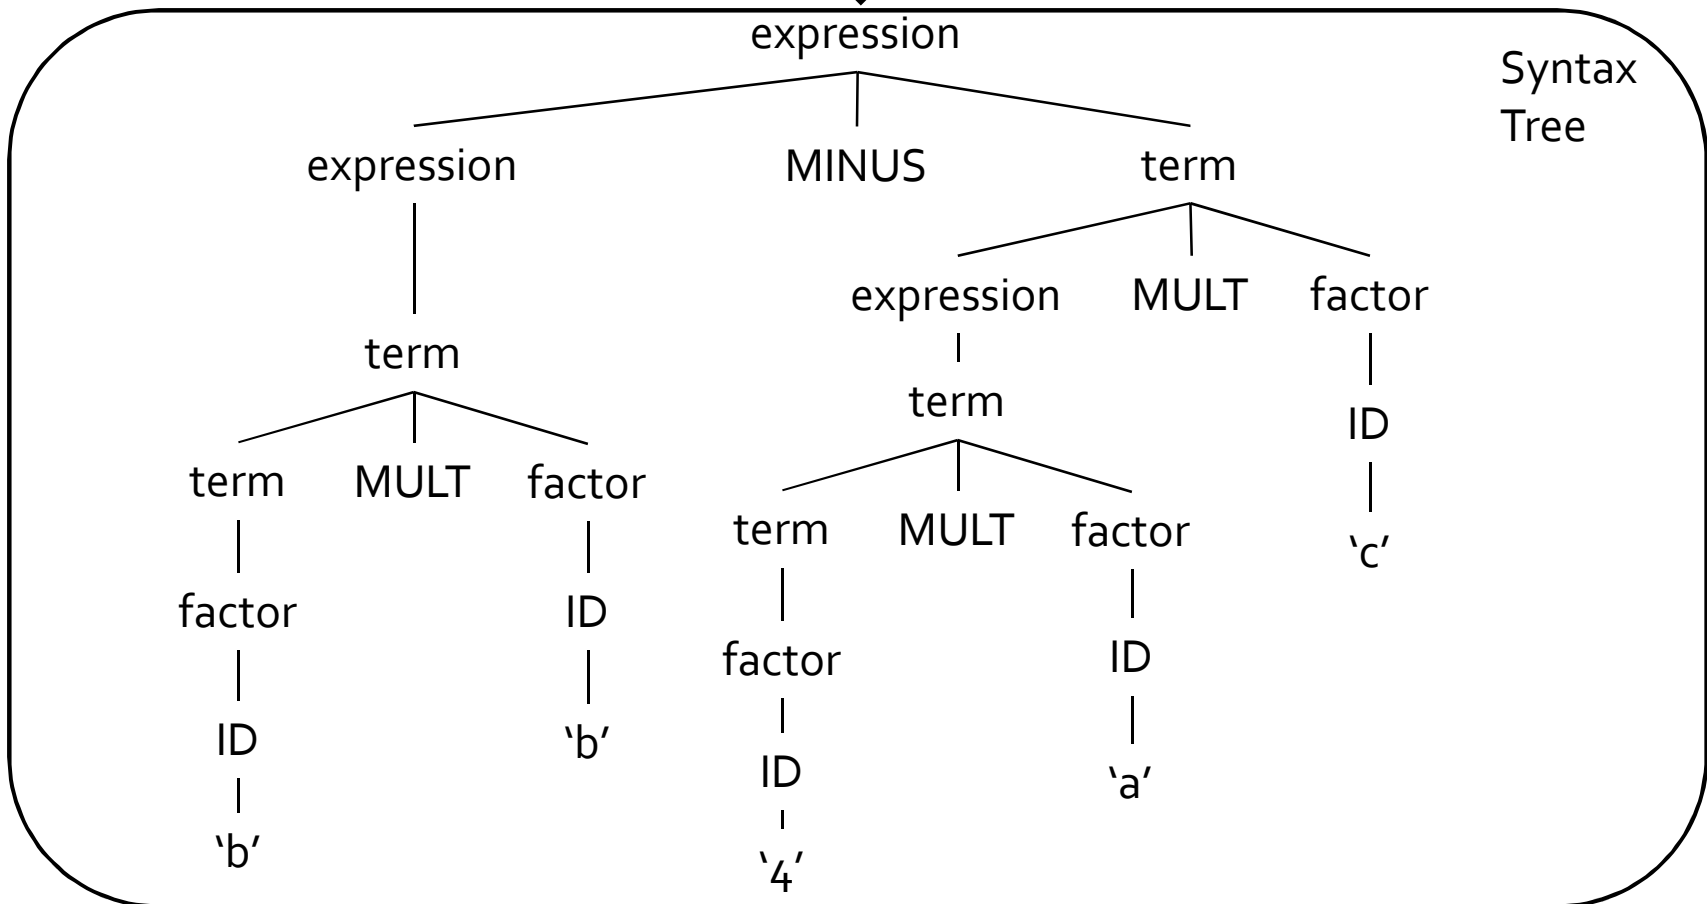 expression
Syntax
Tree
expression MINUS term
expression MULT factor
term
term
ID
term MULT factor
term MULT factor
‘c’
factor ID
factor ID
ID ‘b’
ID ‘a’
‘b’
‘4’